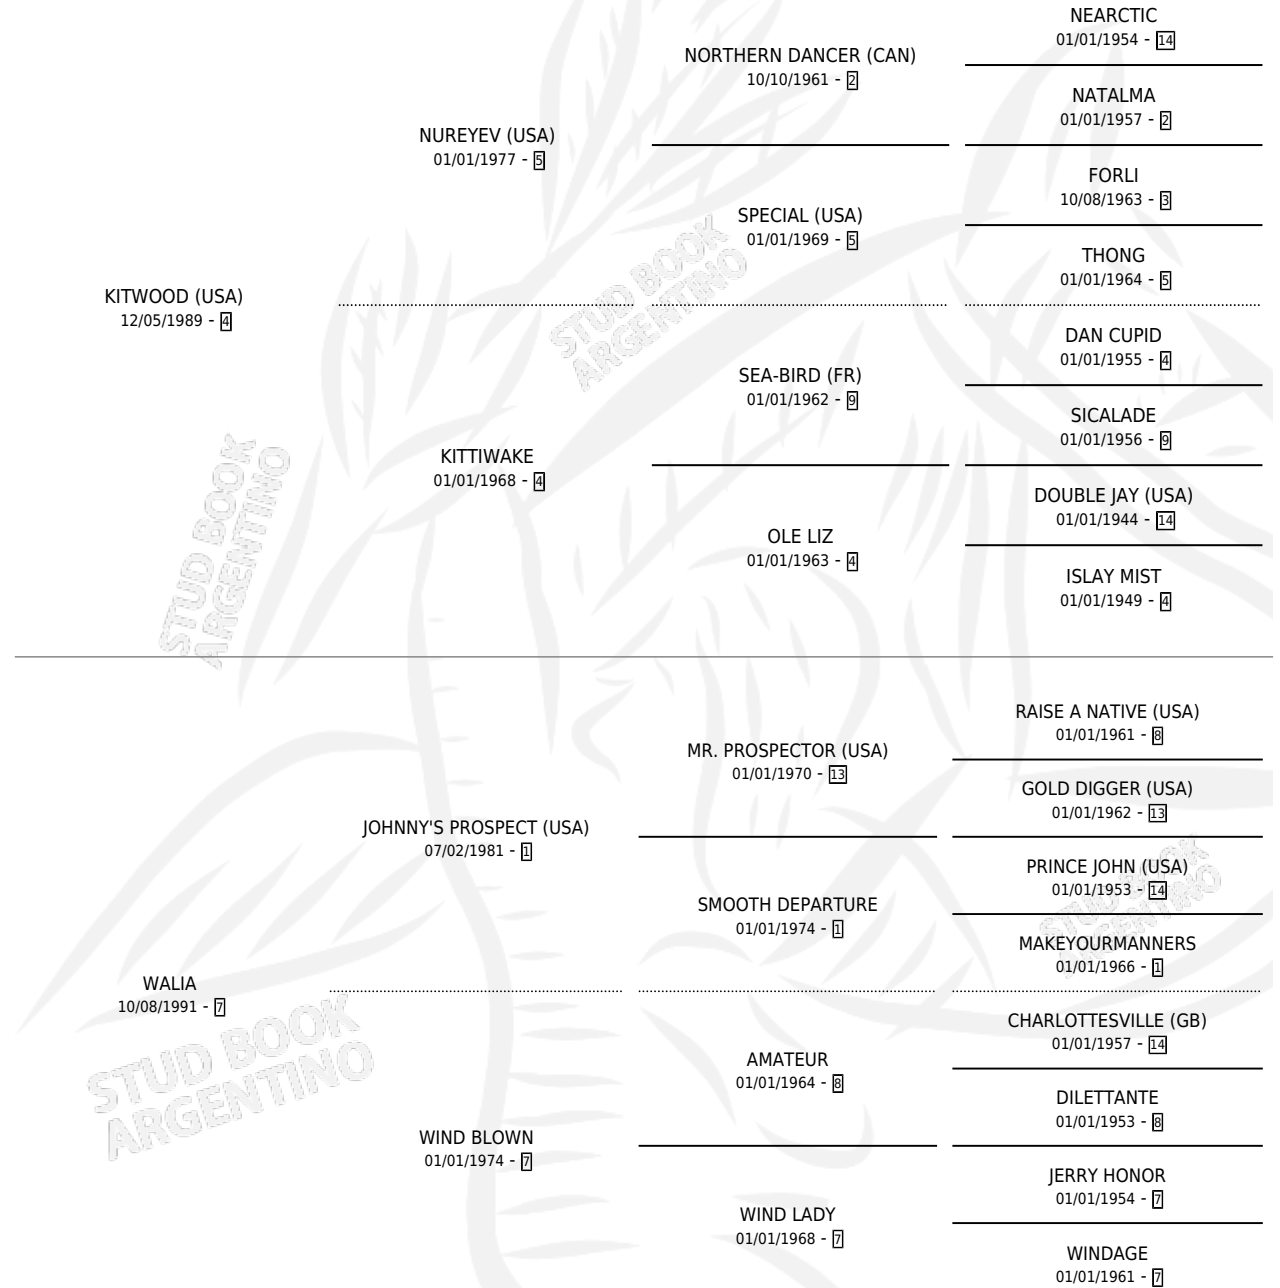 NEARCTIC
01/01/1954 - 14
NORTHERN DANCER (CAN)
10/10/1961 - 2
NATALMA
01/01/1957 - 2
NUREYEV (USA)
01/01/1977 - 5
FORLI
10/08/1963 - 3
SPECIAL (USA)
01/01/1969 - 5
THONG
01/01/1964 - 5
KITWOOD (USA)
12/05/1989 - 4
DAN CUPID
01/01/1955 - 4
SEA-BIRD (FR)
01/01/1962 - 9
SICALADE
01/01/1956 - 9
KITTIWAKE
01/01/1968 - 4
DOUBLE JAY (USA)
01/01/1944 - 14
OLE LIZ
01/01/1963 - 4
ISLAY MIST
01/01/1949 - 4
RAISE A NATIVE (USA)
01/01/1961 - 8
MR. PROSPECTOR (USA)
01/01/1970 - 13
GOLD DIGGER (USA)
01/01/1962 - 13
JOHNNY'S PROSPECT (USA)
07/02/1981 - 1
PRINCE JOHN (USA)
01/01/1953 - 14
SMOOTH DEPARTURE
01/01/1974 - 1
MAKEYOURMANNERS
01/01/1966 - 1
WALIA
10/08/1991 - 7
CHARLOTTESVILLE (GB)
01/01/1957 - 14
AMATEUR
01/01/1964 - 8
DILETTANTE
01/01/1953 - 8
WIND BLOWN
01/01/1974 - 7
JERRY HONOR
01/01/1954 - 7
WIND LADY
01/01/1968 - 7
WINDAGE
01/01/1961 - 7
STUD BOOK
ARGENTINO
STUD BOOK
ARGENTINO
STUD BOOK
ARGENTINO
STUD BOOK
ARGENTINO